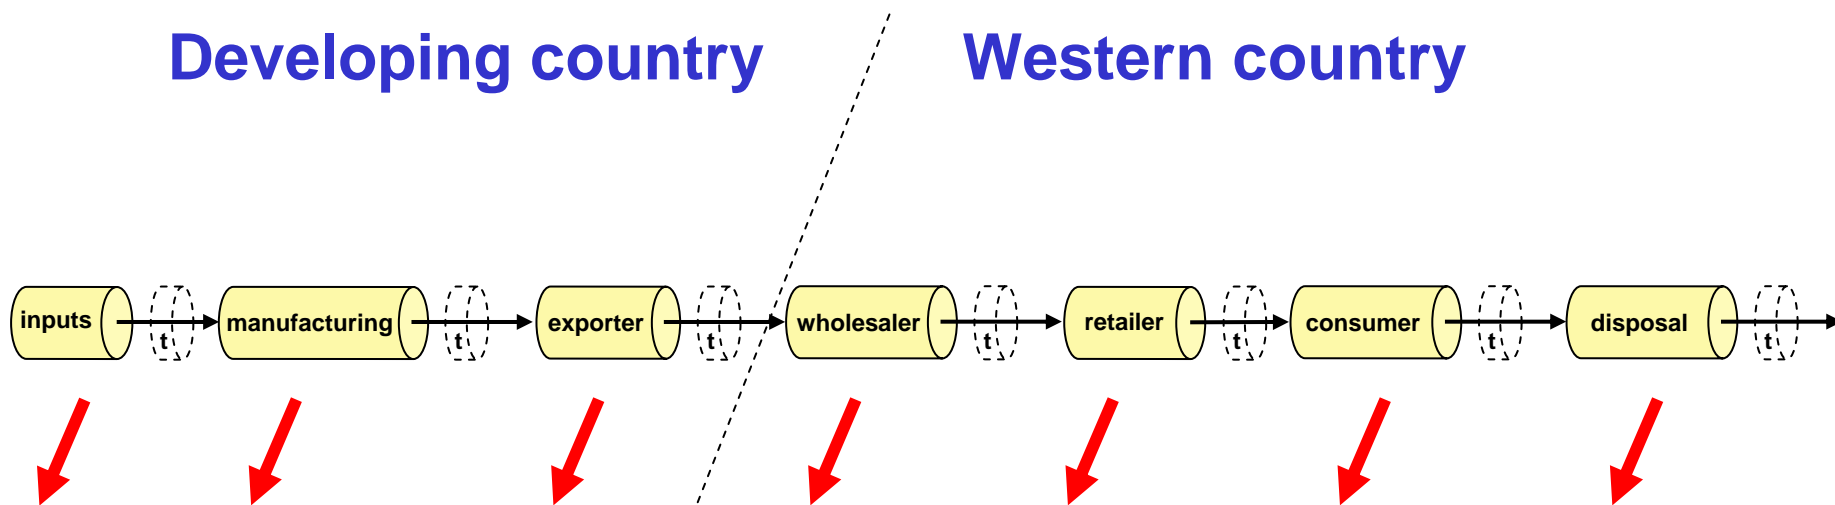 Developing country
Western country
inputs
t
manufacturing
t
exporter
t
wholesaler
t
retailer
t
consumer
t
disposal
t